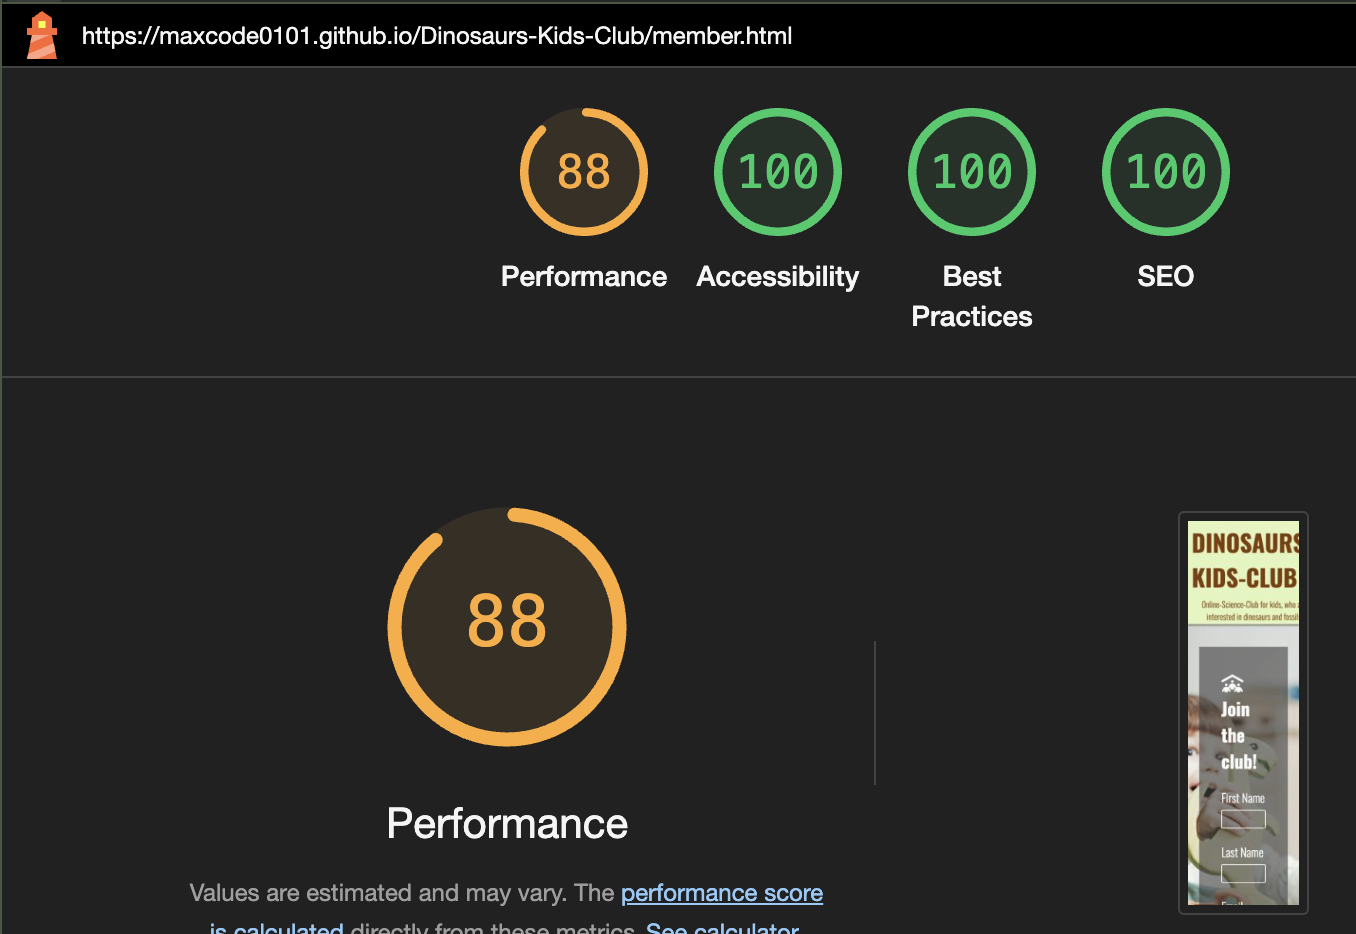 https://maxcode0101.github.io/Dinosaurs-Kids-Club/member.html
88
100
100
100
Performance
Accessibility
Best
Practices
SEO
88
Performance
Values are estimated and may vary. The performance score
is calculated directly from these metrics. See calculator.
DINOSAURS
KIDS-CLUB
Online-Science-Club for kids, who a
interested in dinosaurs and fossil
Join
the
club!
First Name
Last Name
Email